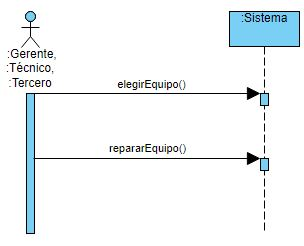 :Sistema
:Gerente,
:Técnico,
:Tercero
elegirEquipo()
repararEquipo()